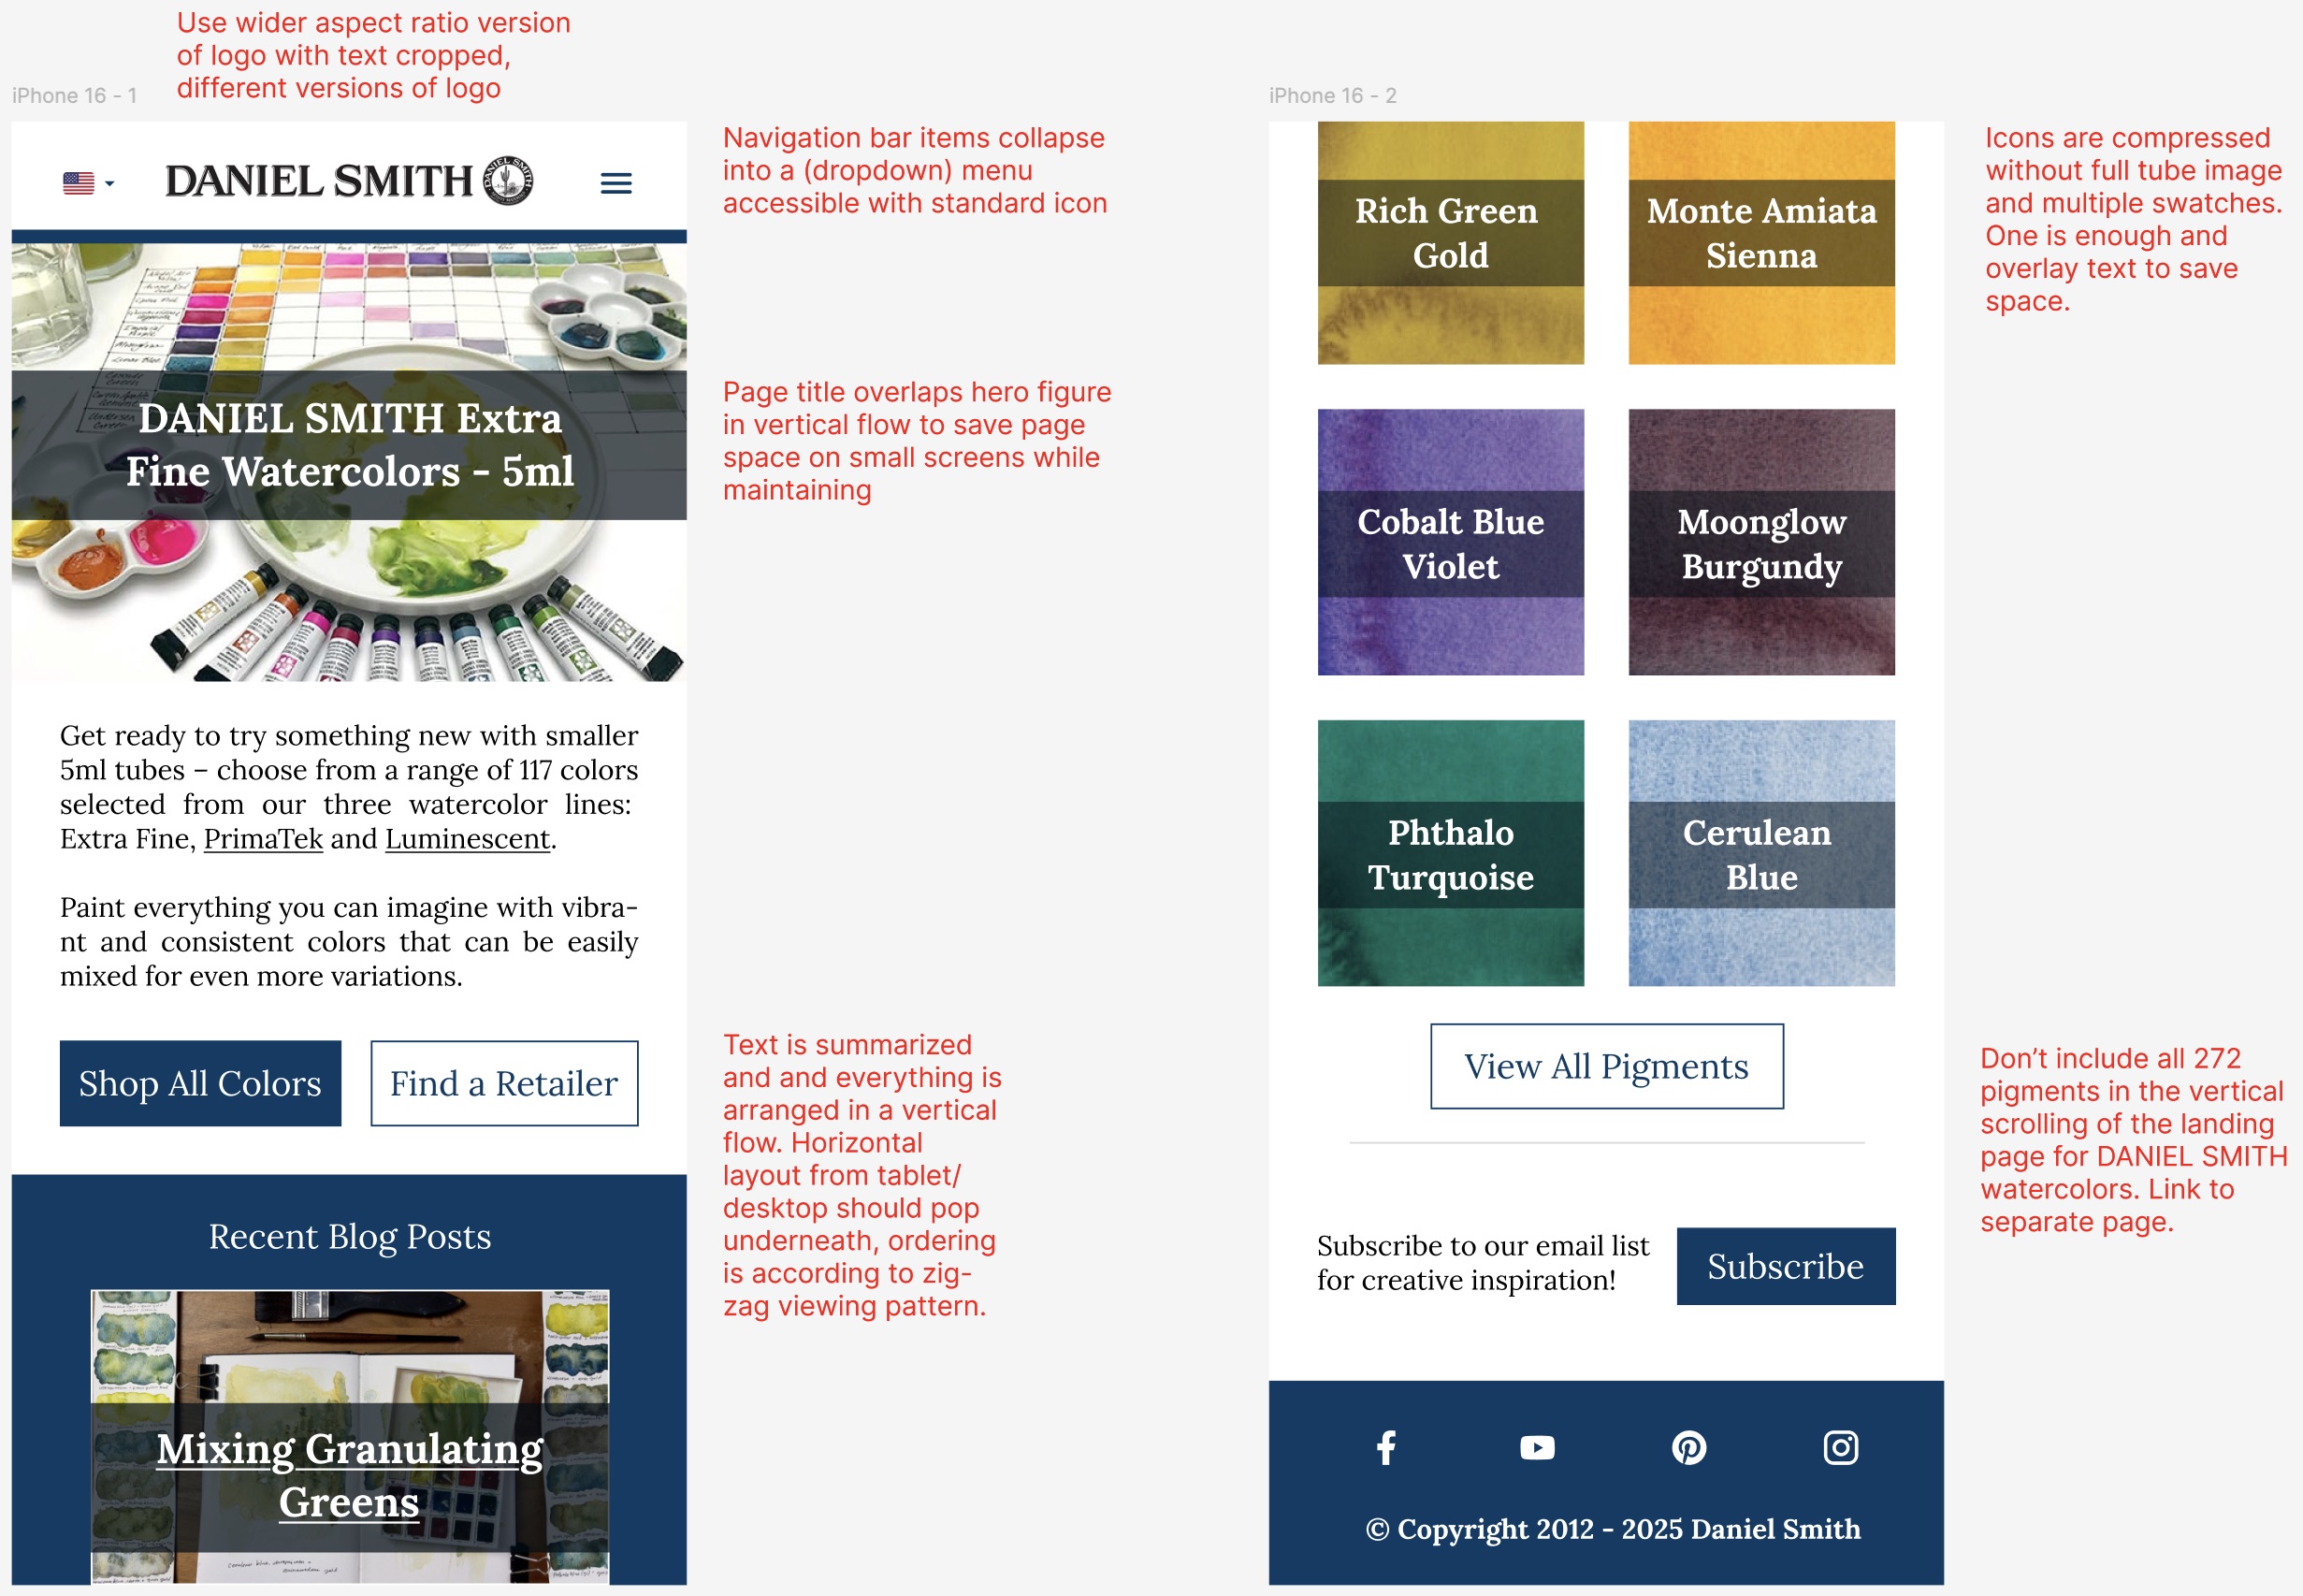 Use wider aspect ratio version
of logo with text cropped,
different versions of logo
iPhone 16 - 1
DANIEL SMITH
DANIEL SMITH
Navigation bar items collapse
into a (dropdown) menu
accessible with standard icon
DANIEL SMITH Extra
Fine Watercolors - 5ml
Page title overlaps hero figure
in vertical flow to save page
space on small screens while
maintaining
Get ready to try something new with smaller
5ml tubes – choose from a range of 117 colors
selected from our three watercolor lines:
Extra Fine, PrimaTek and Luminescent.
Paint everything you can imagine with vibra-
nt and consistent colors that can be easily
mixed for even more variations.
Shop All Colors
Find a Retailer
Text is summarized
and and everything is
arranged in a vertical
flow. Horizontal
layout from tablet/
desktop should pop
underneath, ordering
is according to zig-
zag viewing pattern.
Recent Blog Posts
Mixing Granulating
Greens
iPhone 16 - 2
Rich Green
Gold
Monte Amiata
Sienna
Icons are compressed
without full tube image
and multiple swatches.
One is enough and
overlay text to save
space.
Cobalt Blue
Violet
Moonglow
Burgundy
Phthalo
Turquoise
Cerulean
Blue
View All Pigments
Don’t include all 272
pigments in the vertical
scrolling of the landing
page for DANIEL SMITH
watercolors. Link to
separate page.
Subscribe to our email list
for creative inspiration!
Subscribe
© Copyright 2012 - 2025 Daniel Smith